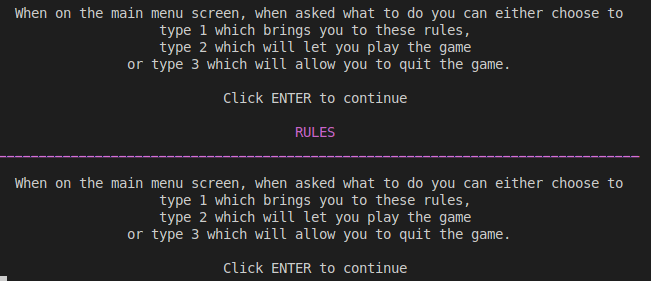 When on the main menu screen, when asked what to do you can either choose to
type 1 which brings you to these rules,
type 2 which will let you play the game
or type 3 which will allow you to quit the game.
Click ENTER to continue
RULES
When on the main menu screen, when asked what to do you can either choose to
type 1 which brings you to these rules,
type 2 which will let you play the game
or type 3 which will allow you to quit the game.
Click ENTER to continue